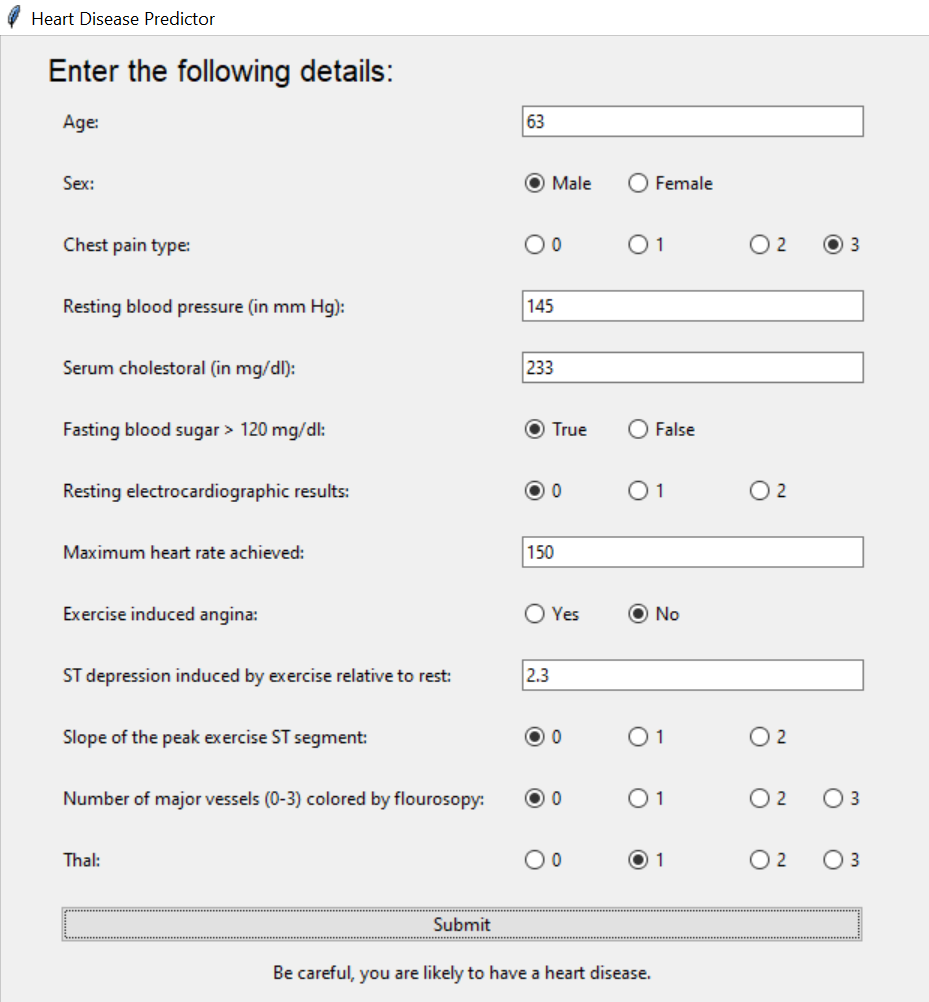 Heart Disease Predictor
Enter the following details:
Age: 63
Sex: Male Female
Chest pain type: 0 1 2 3
Resting blood pressure (in mm Hg): 145
Serum cholestoral (in mg/dl): 233
Fasting blood sugar > 120 mg/dl: True False
Resting electrocardiographic results: 0 1 2
Maximum heart rate achieved: 150
Exercise induced angina: Yes No
ST depression induced by exercise relative to rest: 2.3
Slope of the peak exercise ST segment: 0 1 2
Number of major vessels (0-3) colored by flourosopy: 0 1 2 3
Thal: 0 1 2 3
Submit
Be careful, you are likely to have a heart disease.